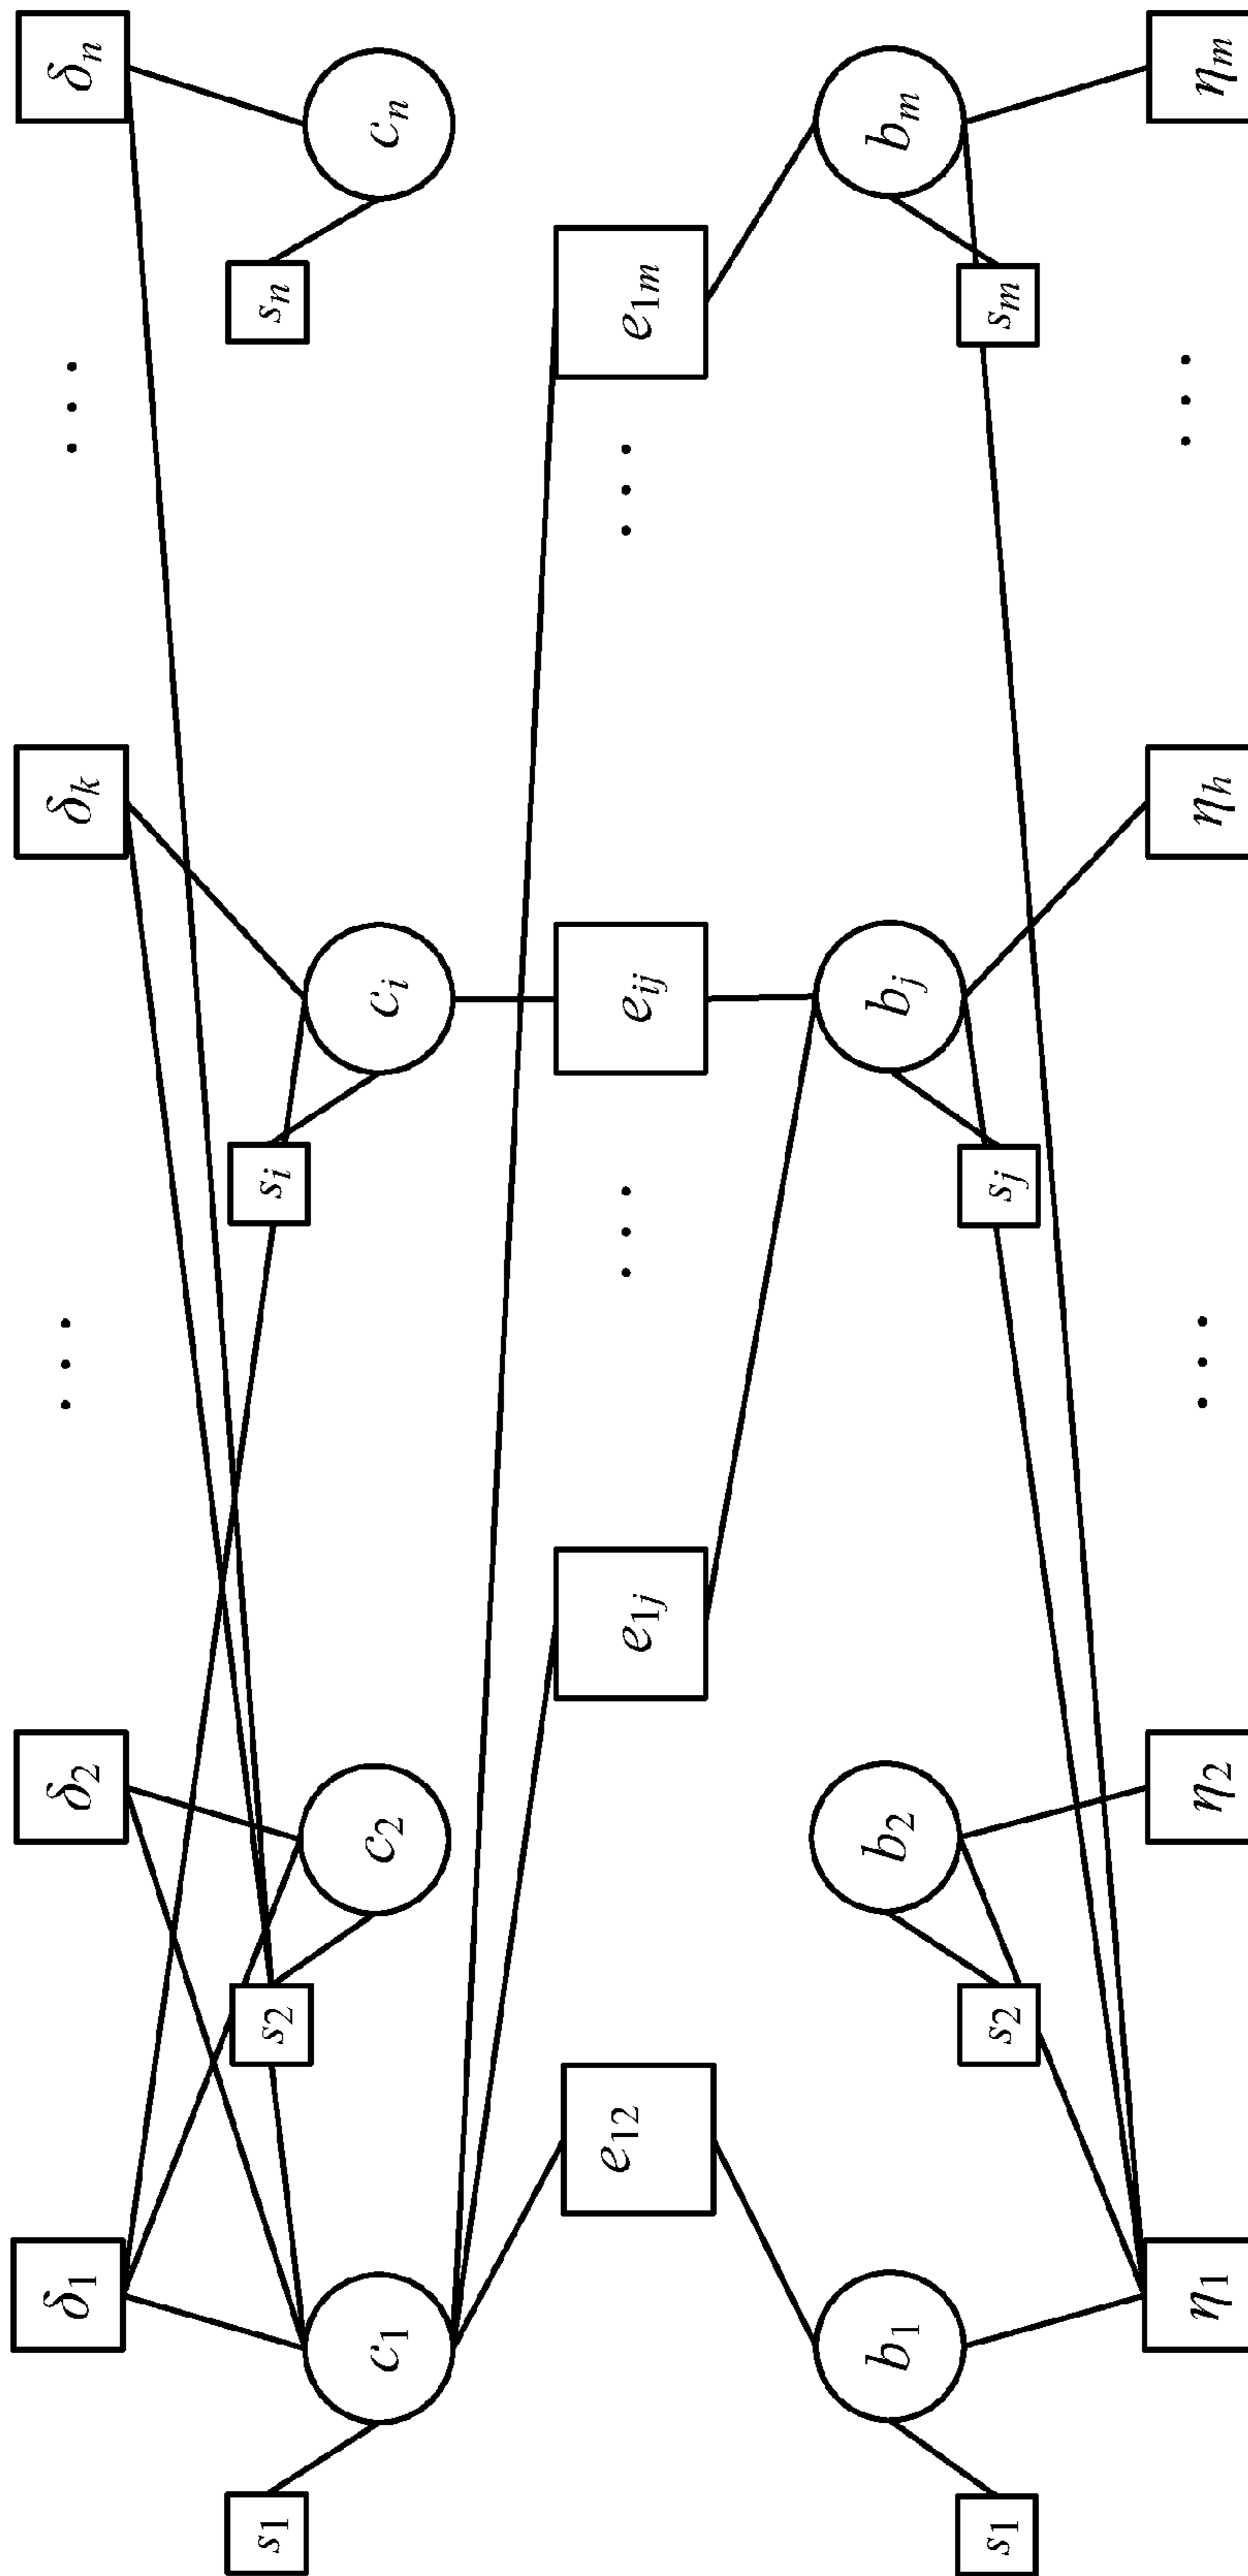 δ₁ δ₂ ... δₖ ... δₙ
s₁ s₂ sᵢ sₙ
c₁ c₂ cᵢ cₙ
e₁₂ e₁ⱼ ... eᵢⱼ ... e₁ₘ
b₁ b₂ bⱼ bₘ
s₁ s₂ sⱼ sₘ
η₁ η₂ ... ηₕ ... ηₘ